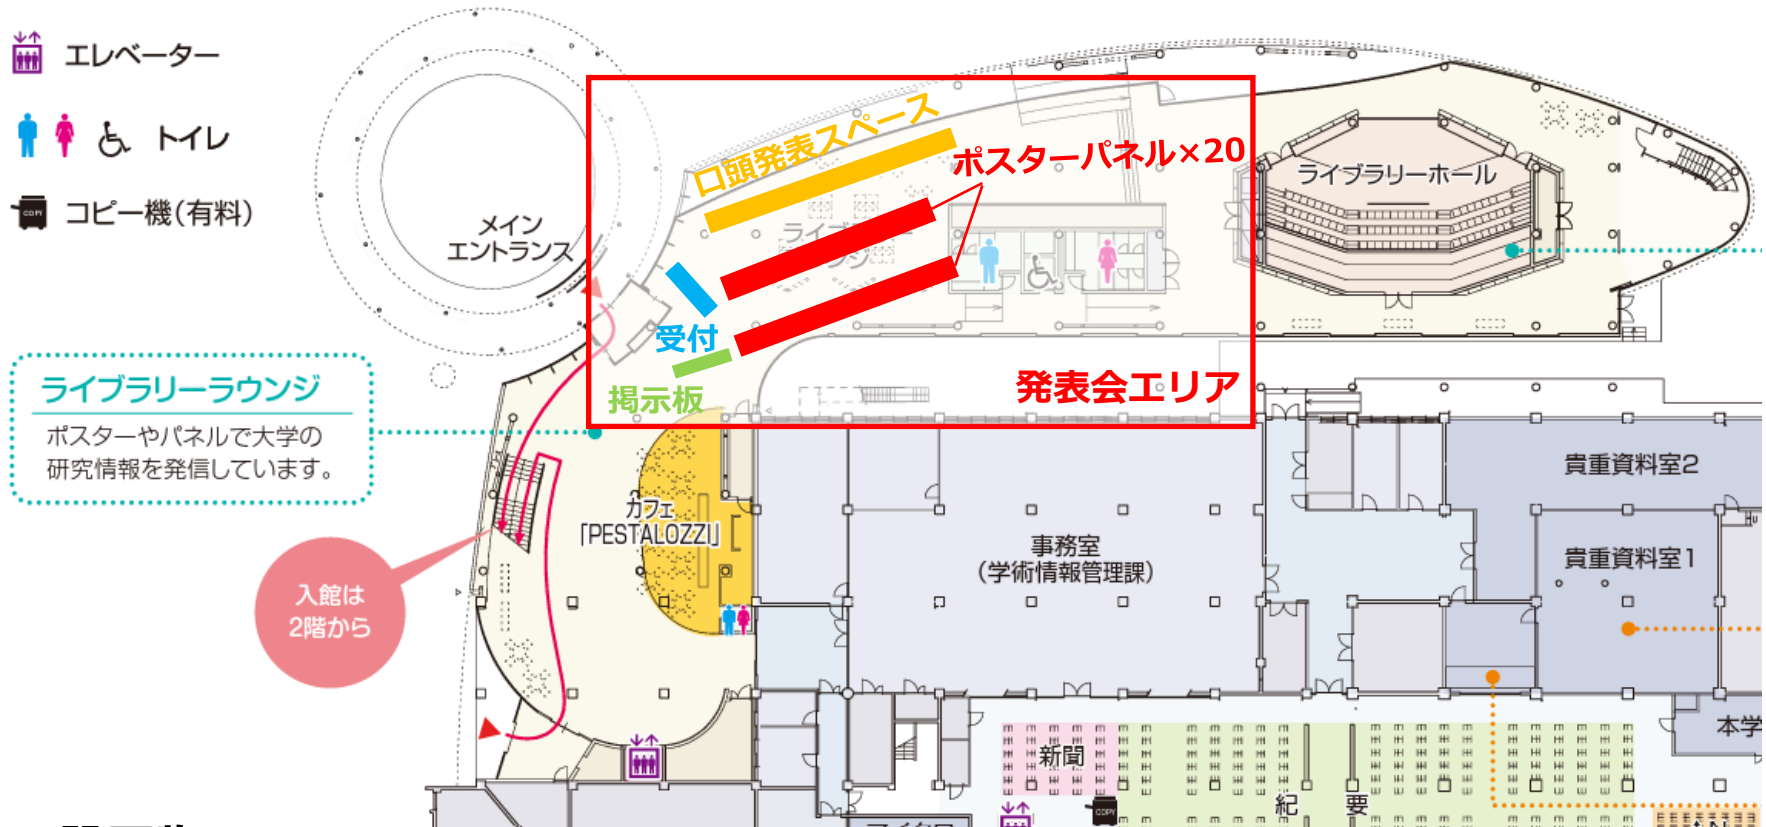 エレベーター
トイレ
COPY
コピー機(有料)
メイン
エントランス
口頭発表スペース
ポスターパネル×20
ライブラリーホール
受付
掲示板
発表会エリア
ライブラリーラウンジ
ポスターやパネルで大学の
研究情報を発信しています。
入館は
2階から
カフェ
「PESTALOZZI」
事務室
(学術情報管理課)
貴重資料室2
貴重資料室1
新聞
COPY
紀
要
本学